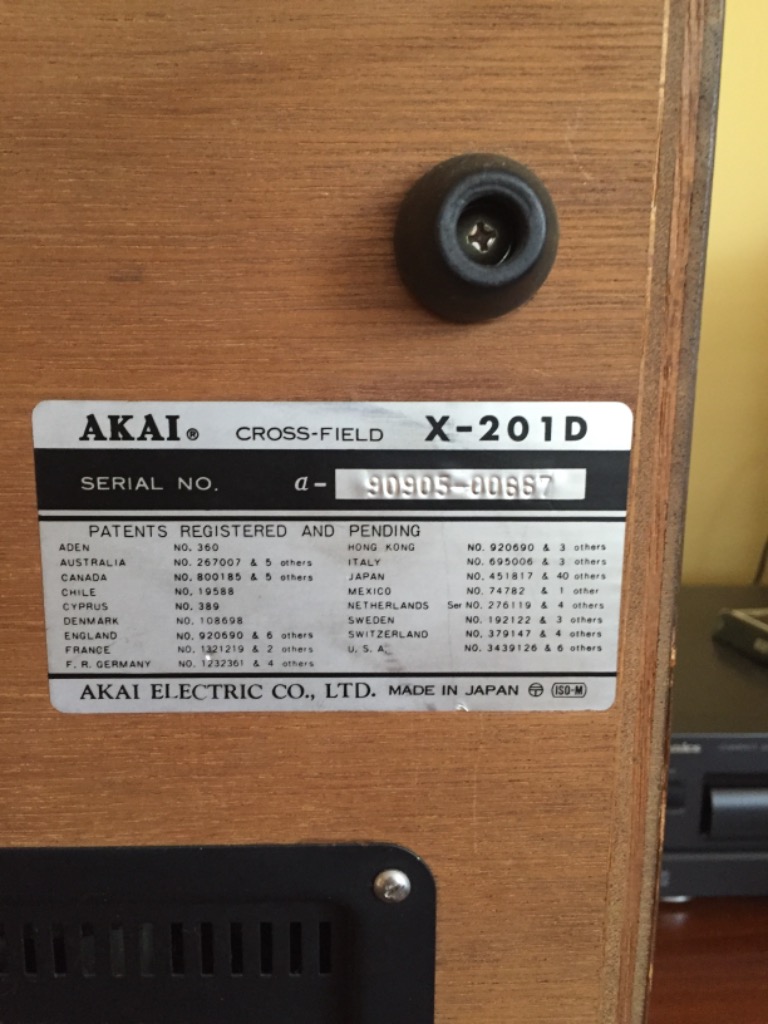 AKAI® CROSS-FIELD X-201D
SERIAL NO. a- 90905-00887
PATENTS REGISTERED AND PENDING
ADEN NO. 360
AUSTRALIA NO. 267007 & 5 others
CANADA NO. 800185 & 5 others
CHILE NO. 19588
CYPRUS NO. 389
DENMARK NO. 108698
ENGLAND NO. 920690 & 6 others
FRANCE NO. 1321219 & 2 others
F. R. GERMANY NO. 1232361 & 4 others
HONG KONG NO. 920690 & 3 others
ITALY NO. 695006 & 3 others
JAPAN NO. 451817 & 40 others
MEXICO NO. 74782 & 1 other
NETHERLANDS Ser NO. 276119 & 4 others
SWEDEN NO. 192122 & 3 others
SWITZERLAND NO. 379147 & 4 others
U. S. A. NO. 3439126 & 6 others
AKAI ELECTRIC CO., LTD. MADE IN JAPAN ISO-M